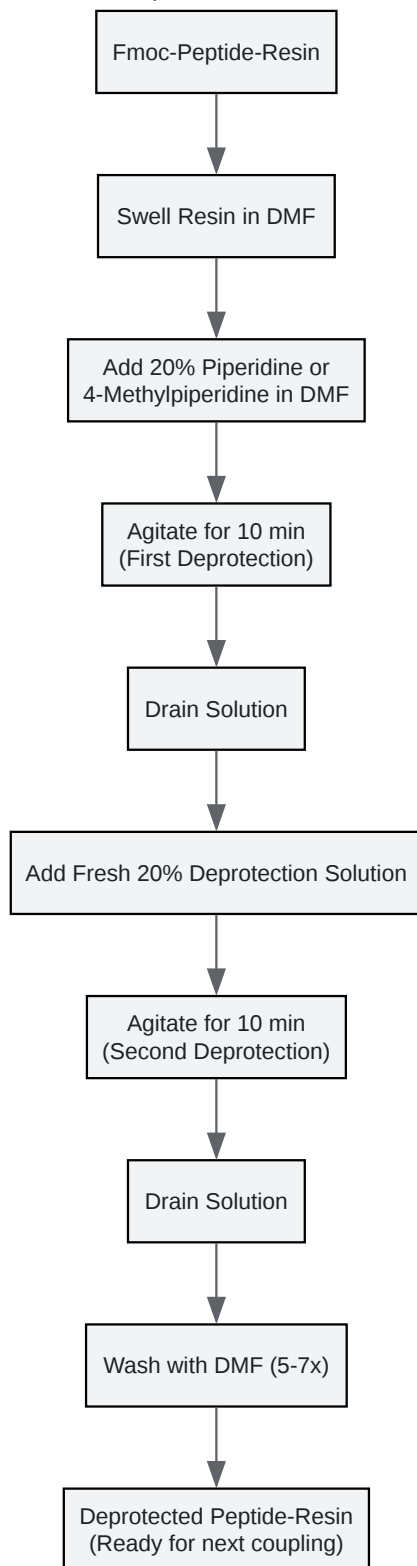 Fmoc-Peptide-Resin
Swell Resin in DMF
Add 20% Piperidine or
4-Methylpiperidine in DMF
Agitate for 10 min
(First Deprotection)
Drain Solution
Add Fresh 20% Deprotection Solution
Agitate for 10 min
(Second Deprotection)
Drain Solution
Wash with DMF (5-7x)
Deprotected Peptide-Resin
(Ready for next coupling)